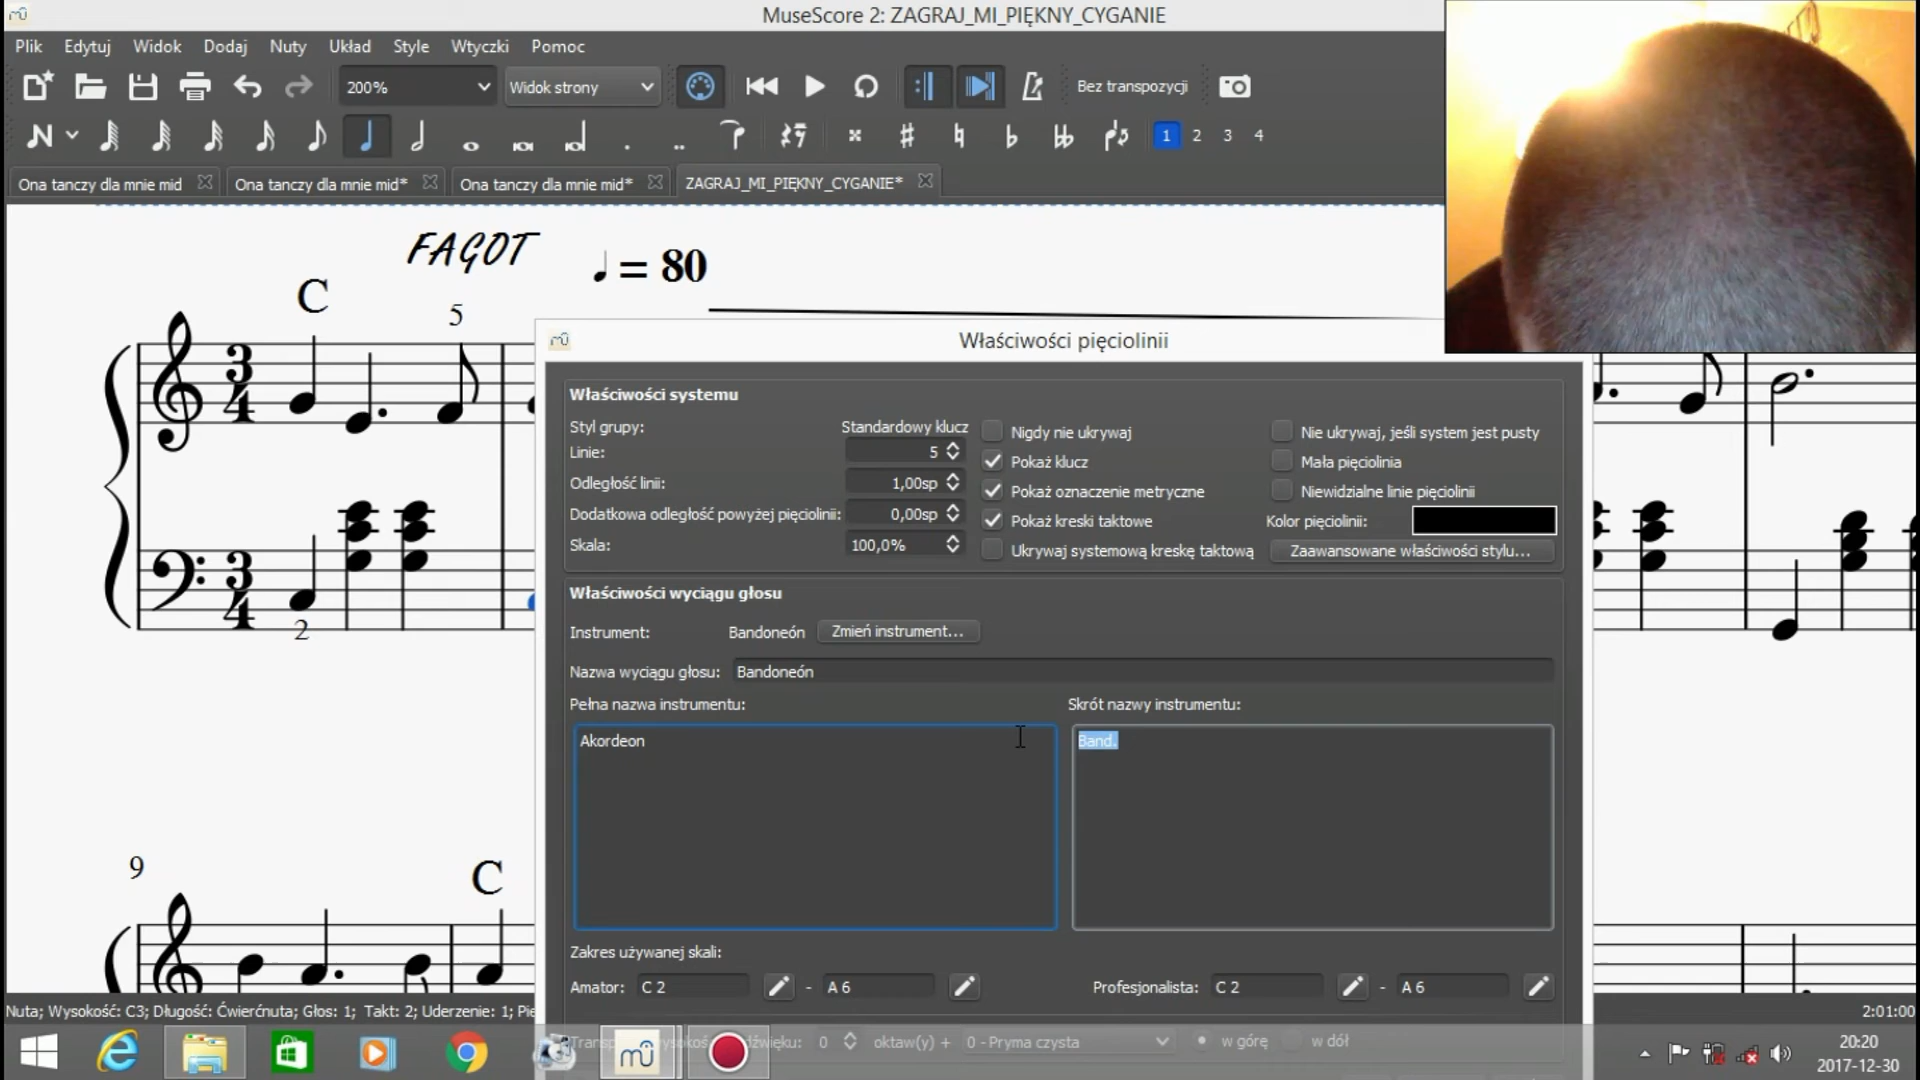 MuseScore 2: ZAGRAJ_MI_PIĘKNY_CYGANIE
Plik Edytuj Widok Dodaj Nuty Układ Style Wtyczki Pomoc
200% Widok strony Bez transpozycji
1 2 3 4
Ona tanczy dla mnie mid Ona tanczy dla mnie mid* Ona tanczy dla mnie mid* ZAGRAJ_MI_PIĘKNY_CYGANIE*
FAGOT = 80
C 5
3 4
3 4
2
9
C
Właściwości pięciolinii
Właściwości systemu
Styl grupy: Standardowy klucz
Linie: 5
Odległość linii: 1,00sp
Dodatkowa odległość powyżej pięciolinii: 0,00sp
Skala: 100,0%
Nigdy nie ukrywaj
Pokaż klucz
Pokaż oznaczenie metryczne
Pokaż kreski taktowe
Ukrywaj systemową kreskę taktową
Nie ukrywaj, jeśli system jest pusty
Mała pięciolinia
Niewidzialne linie pięciolinii
Kolor pięciolinii:
Zaawansowane właściwości stylu...
Właściwości wyciągu głosu
Instrument: Bandoneón Zmień instrument...
Nazwa wyciągu głosu: Bandoneón
Pełna nazwa instrumentu: Skrót nazwy instrumentu:
Akordeon Band.
Zakres używanej skali:
Amator: C 2 - A 6 Profesjonalista: C 2 - A 6
dźwięku: 0 oktaw(y) + 0 - Pryma czysta w górę w dół
Nuta; Wysokość: C3; Długość: Ćwierćnuta; Głos: 1; Takt: 2; Uderzenie: 1; Pię
2:01:00
20:20
2017-12-30